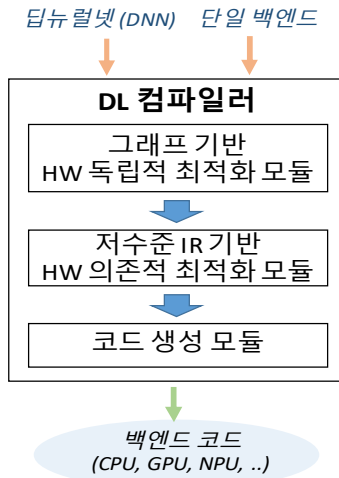 딥뉴럴넷 (DNN) 단일 백엔드
DL 컴파일러
그래프 기반
HW 독립적 최적화 모듈
저수준 IR 기반
HW 의존적 최적화 모듈
코드 생성 모듈
백엔드 코드
(CPU, GPU, NPU, ..)